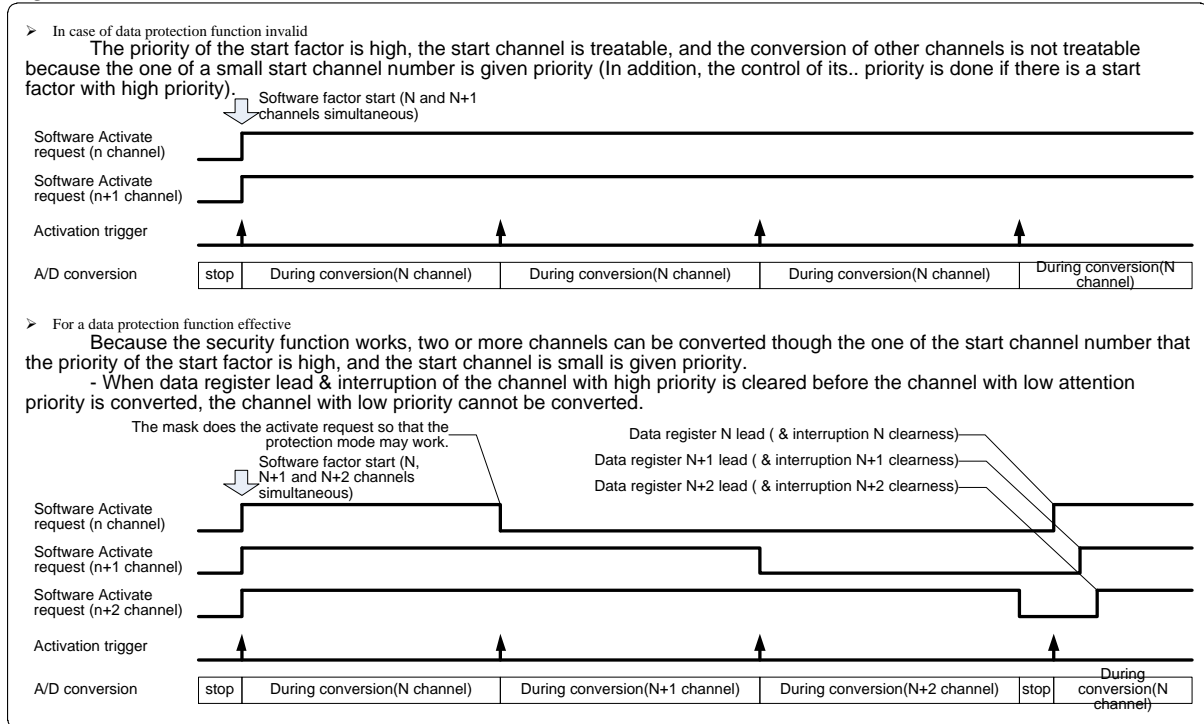 ➢ In case of data protection function invalid
The priority of the start factor is high, the start channel is treatable, and the conversion of other channels is not treatable
because the one of a small start channel number is given priority (In addition, the control of its.. priority is done if there is a start
factor with high priority).
Software factor start (N and N+1
channels simultaneous)
Software Activate
request (n channel)
Software Activate
request (n+1 channel)
Activation trigger
A/D conversion
stop
During conversion(N channel)
During conversion(N channel)
During conversion(N channel)
During conversion(N
channel)
➢ For a data protection function effective
Because the security function works, two or more channels can be converted though the one of the start channel number that
the priority of the start factor is high, and the start channel is small is given priority.
- When data register lead & interruption of the channel with high priority is cleared before the channel with low attention
priority is converted, the channel with low priority cannot be converted.
The mask does the activate request so that the
protection mode may work.
Software factor start (N,
N+1 and N+2 channels
simultaneous)
Data register N lead ( & interruption N clearness)
Data register N+1 lead ( & interruption N+1 clearness)
Data register N+2 lead ( & interruption N+2 clearness)
Software Activate
request (n channel)
Software Activate
request (n+1 channel)
Software Activate
request (n+2 channel)
Activation trigger
A/D conversion
stop
During conversion(N channel)
During conversion(N+1 channel)
During conversion(N+2 channel)
stop
During
conversion(N
channel)